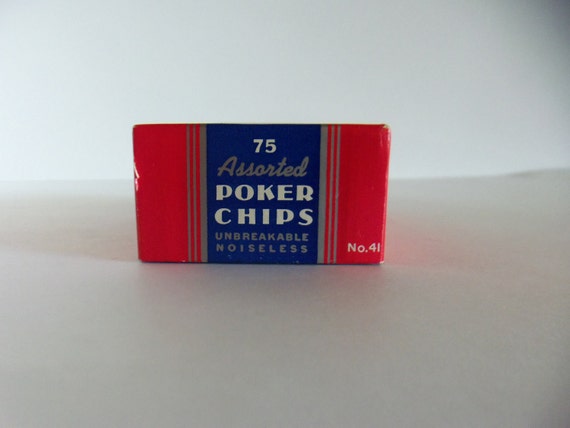 75
Assorted
POKER
CHIPS
UNBREAKABLE
NOISELESS
No.41